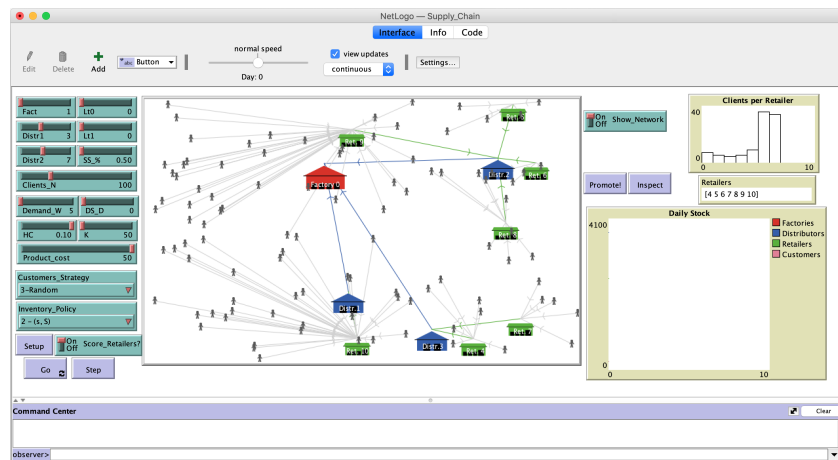 NetLogo — Supply_Chain
Interface Info Code
Edit Delete Add Button normal speed Day: 0 view updates continuous Settings...
Fact 1 Lt0 0
Distr1 3 Lt1 0
Distr2 7 SS_% 0.50
Clients_N 100
Demand_W 5 DS_D 0
HC 0.10 K 50
Product_cost 50
Customers_Strategy
3-Random
Inventory_Policy
2 - (s, S)
Setup On Off Score_Retailers?
Go Step
Factory 0
Distr.2
Distr.1
Distr.3
On Off Show_Network
Promote! Inspect
Clients per Retailer
40
0
0 10
Retailers
[4 5 6 7 8 9 10]
Daily Stock
4100
0
0 10
Factories
Distributors
Retailers
Customers
Command Center Clear
observer>